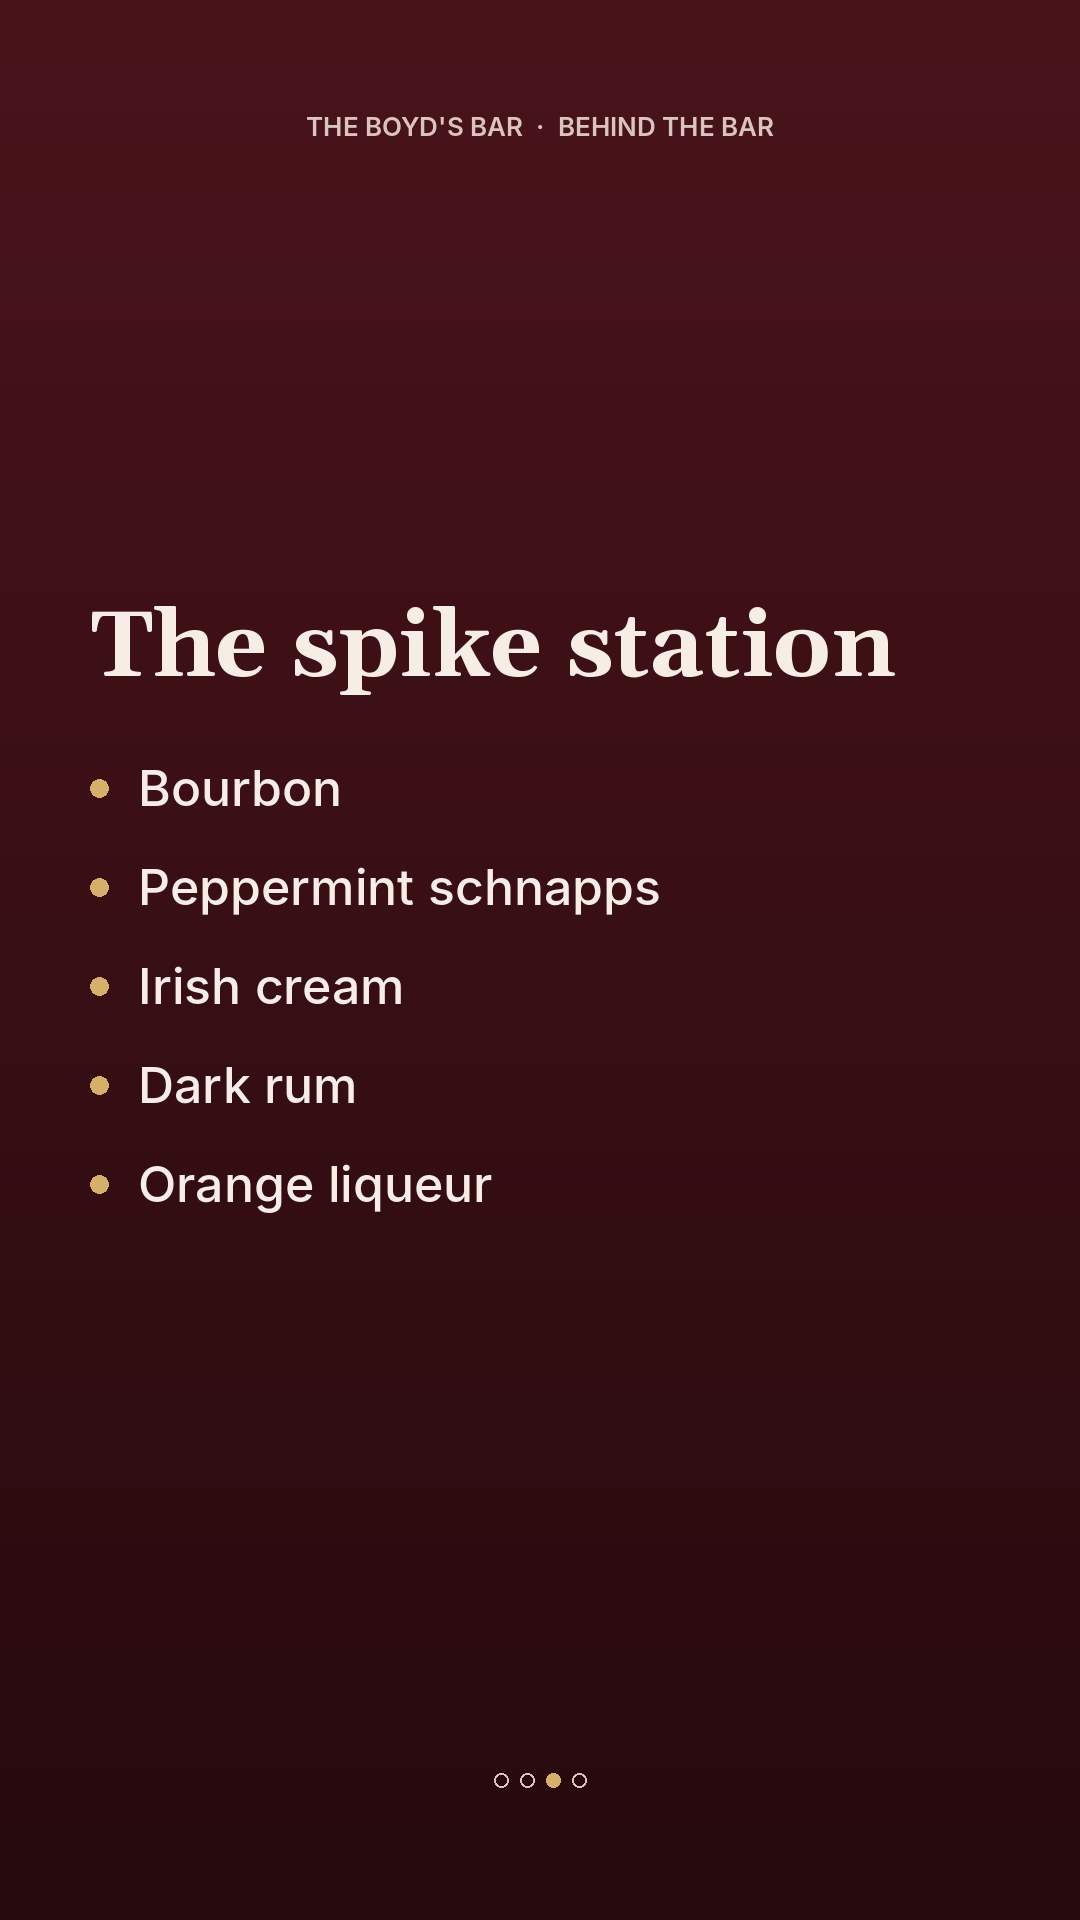 THE BOYD'S BAR · BEHIND THE BAR
The spike station
Bourbon
Peppermint schnapps
Irish cream
Dark rum
Orange liqueur